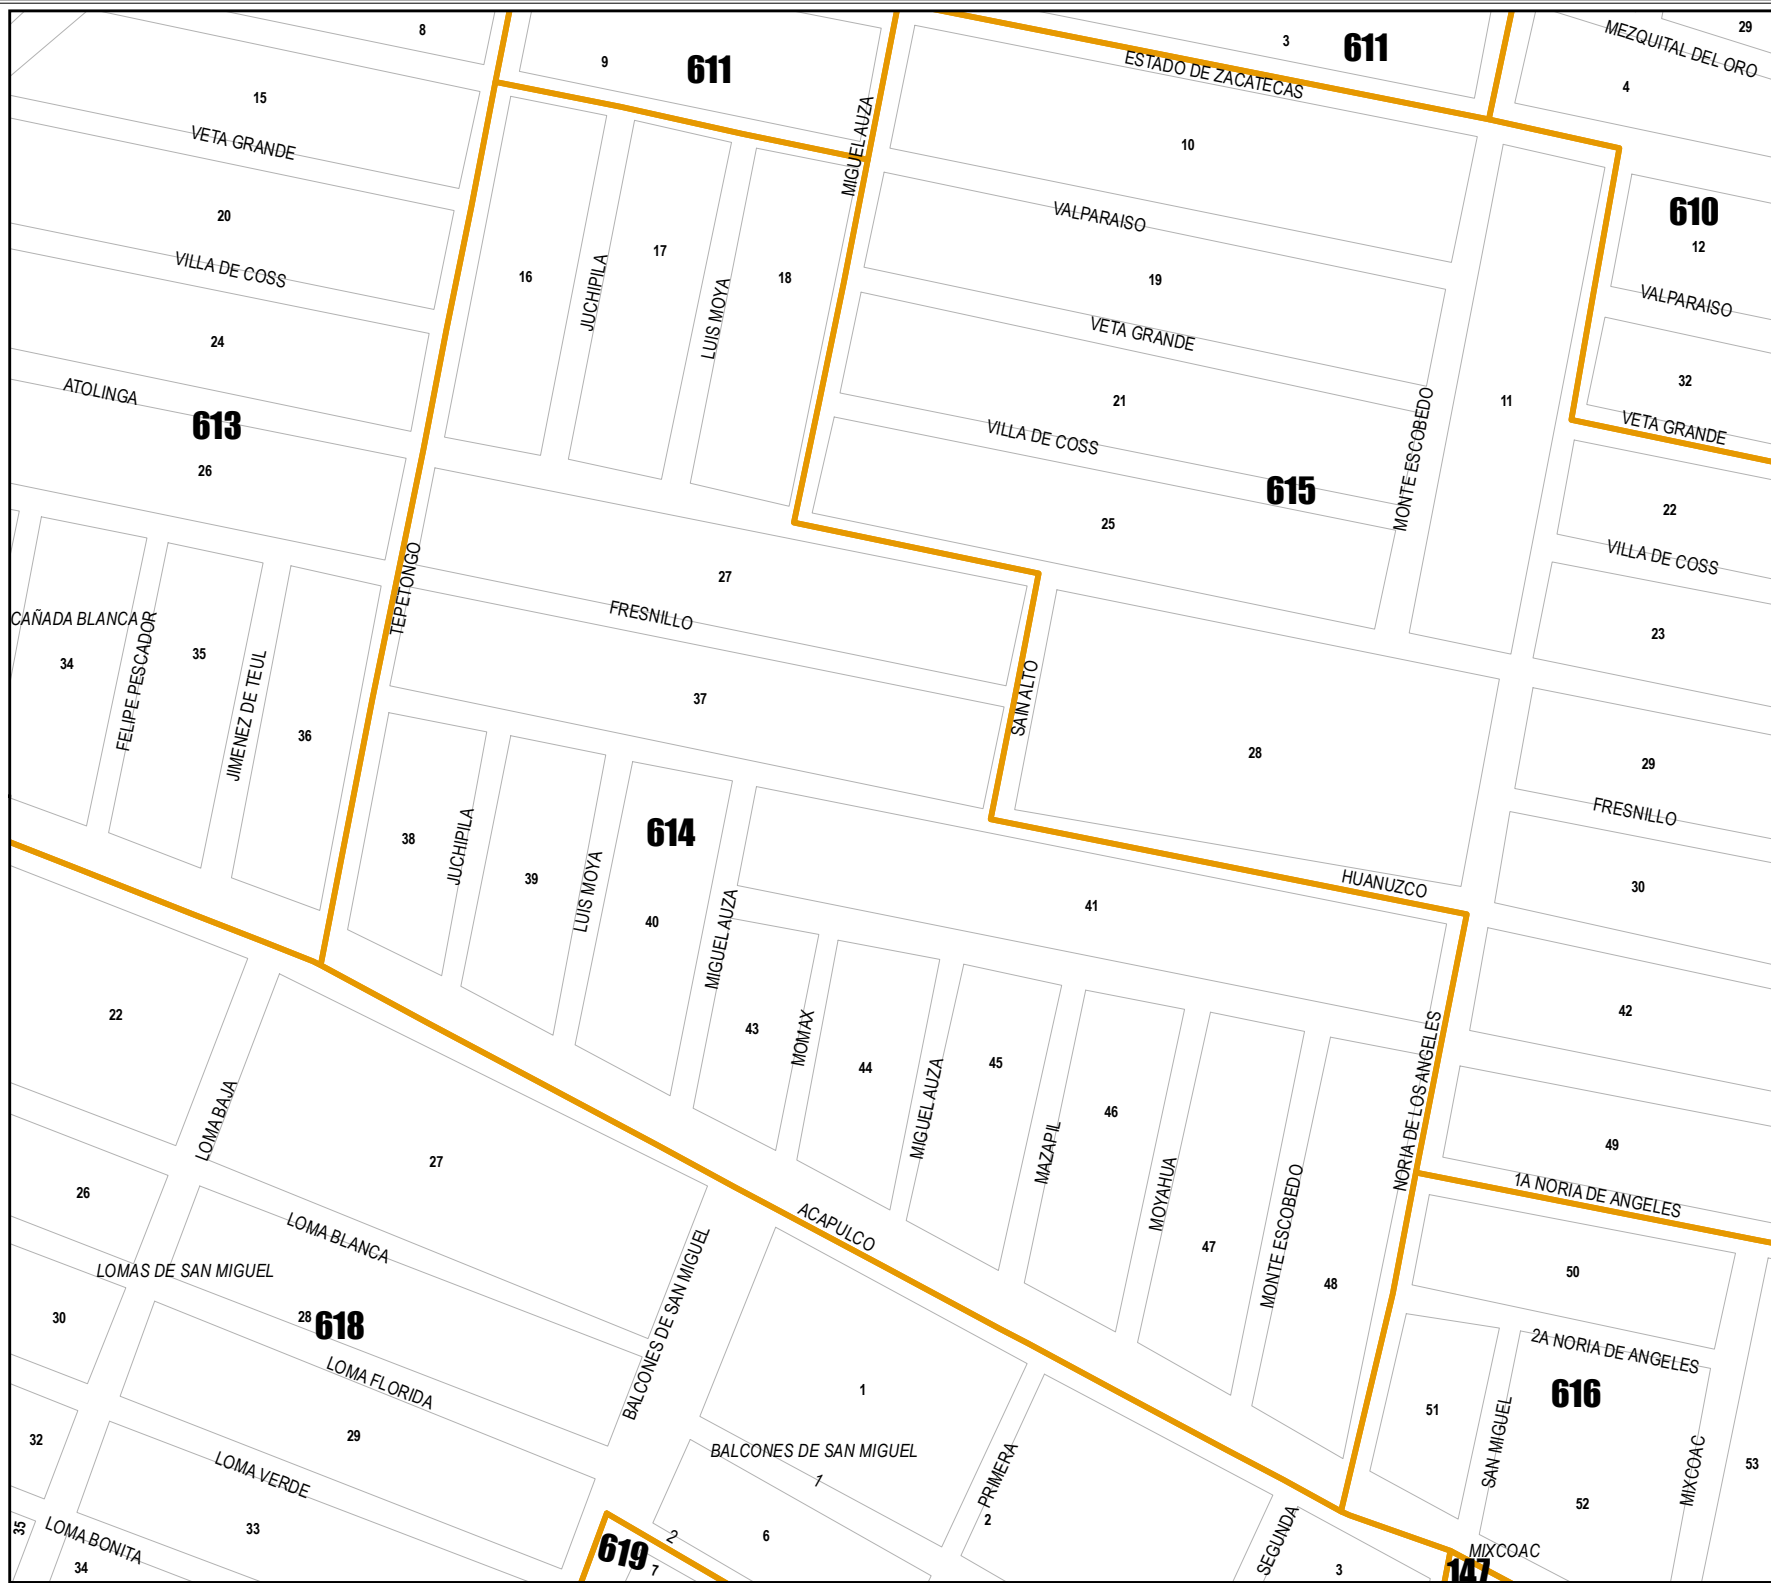 8
9
611
3
611
29
MEZQUITAL DEL ORO
4
ESTADO DE ZACATECAS
15
VETA GRANDE
MIGUEL AUZA
10
610
20
VALPARAISO
12
17
VILLA DE COSS
16
JUCHIPILA
18
19
VALPARAISO
LUIS MOYA
24
VETA GRANDE
32
ATOLINGA
613
21
11
VETA GRANDE
VILLA DE COSS
MONTE ESCOBEDO
26
615
25
22
VILLA DE COSS
27
TEPETONGO
FRESNILLO
CAÑADA BLANCA
FELIPE PESCADOR
34
35
23
JIMENEZ DE TEUL
37
SAIN ALTO
36
28
29
FRESNILLO
38
JUCHIPILA
614
39
LUIS MOYA
40
MIGUEL AUZA
HUANUZCO
30
41
22
43
MOMAX
42
44
45
MIGUEL AUZA
NORIA DE LOS ANGELES
LOMA BAJA
46
MAZAPIL
49
27
26
MOYAHUA
1A NORIA DE ANGELES
ACAPULCO
LOMA BLANCA
47
MONTE ESCOBEDO
LOMAS DE SAN MIGUEL
BALCONES DE SAN MIGUEL
48
50
30
28
618
2A NORIA DE ANGELES
LOMA FLORIDA
1
616
51
SAN MIGUEL
32
29
BALCONES DE SAN MIGUEL
1
PRIMERA
MIXCOAC
53
LOMA VERDE
52
35
LOMA BONITA
33
2
6
2
SEGUNDA
619
7
MIXCOAC
34
3
147